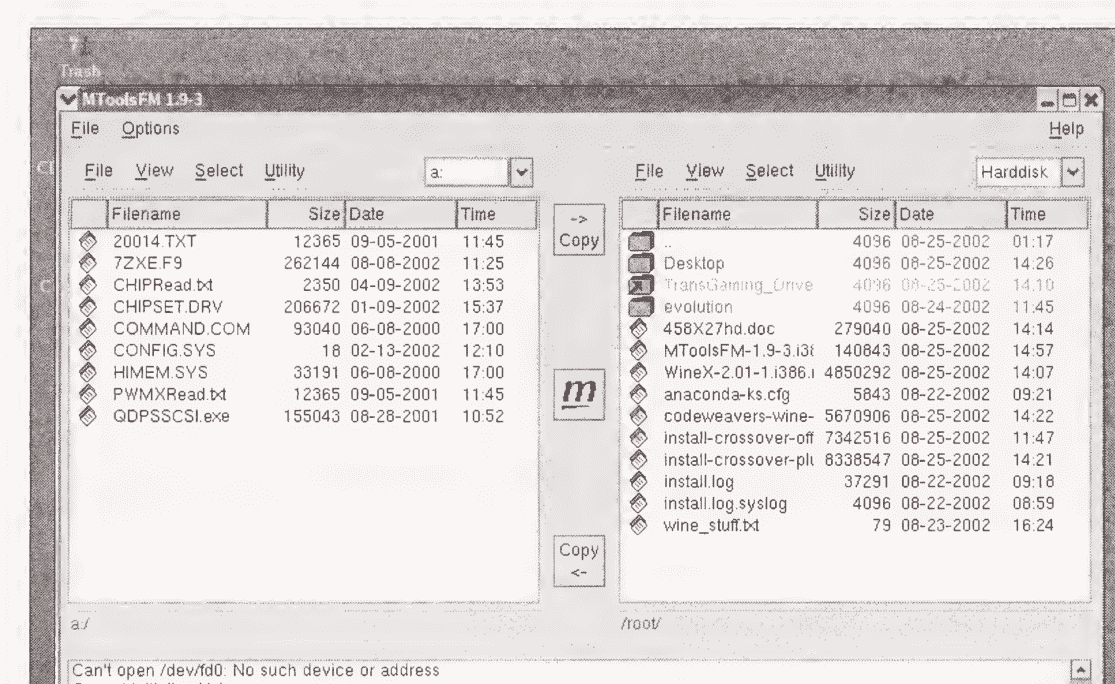 Trash
MToolsFM 1.9-3
File Options Help
File View Select Utility a:
Filename Size Date Time
20014.TXT 12365 09-05-2001 11:45
7ZXE.F9 262144 08-08-2002 11:25
CHIPRead.txt 2350 04-09-2002 13:53
CHIPSET.DRV 206672 01-09-2002 15:37
COMMAND.COM 93040 06-08-2000 17:00
CONFIG.SYS 18 02-13-2002 12:10
HIMEM.SYS 33191 06-08-2000 17:00
PWMXRead.txt 12365 09-05-2001 11:45
QDPSSCSI.exe 155043 08-28-2001 10:52
a:/
->
Copy
m
Copy
<-
File View Select Utility Harddisk
Filename Size Date Time
.. 4096 08-25-2002 01:17
Desktop 4096 08-25-2002 14:26
TransGaming_Drive 4096 08-25-2002 14:10
evolution 4096 08-24-2002 11:45
458X27hd.doc 279040 08-25-2002 14:14
MToolsFM-1.9-3.i38 140843 08-25-2002 14:57
WineX-2.01-1.i386.r 4850292 08-25-2002 14:07
anaconda-ks.cfg 5843 08-22-2002 09:21
codeweavers-wine- 5670906 08-25-2002 14:22
install-crossover-off 7342516 08-25-2002 11:47
install-crossover-plu 8338547 08-25-2002 14:21
install.log 37291 08-22-2002 09:18
install.log.syslog 4096 08-22-2002 08:59
wine_stuff.txt 79 08-23-2002 16:24
/root/
Can't open /dev/fd0: No such device or address